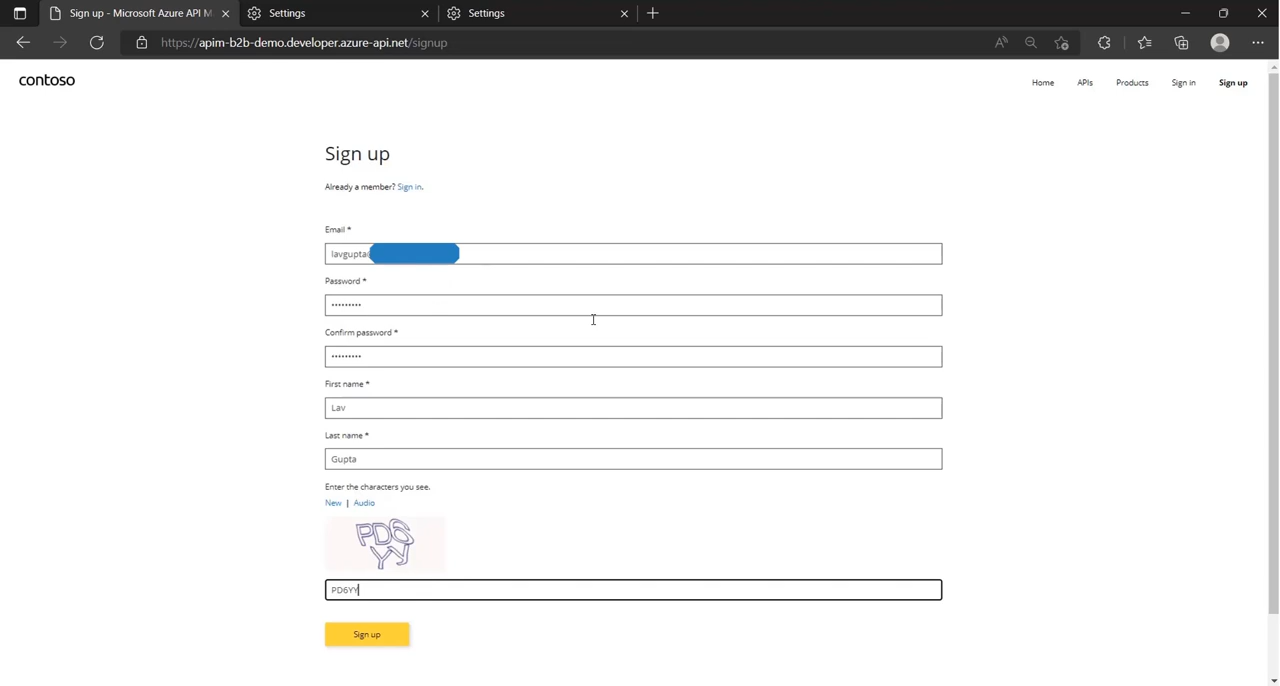 Sign up - Microsoft Azure API M
Settings
Settings
https://apim-b2b-demo.developer.azure-api.net/signup
contoso
Home
APIs
Products
Sign in
Sign up
Sign up
Already a member? Sign in.
Email *
lavgupta
Password *
•••••••••
Confirm password *
•••••••••
First name *
Lav
Last name *
Gupta
Enter the characters you see.
New | Audio
PD6
YY
PD6YY
Sign up